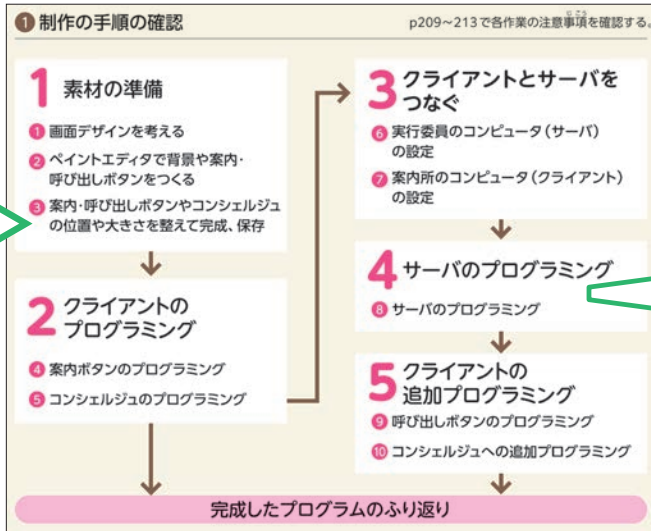 ❶ 制作の手順の確認
p209〜213で各作業の注意事項を確認する。
じこう
1 素材の準備
❶ 画面デザインを考える
❷ ペイントエディタで背景や案内・
呼び出しボタンをつくる
❸ 案内・呼び出しボタンやコンシェルジュ
の位置や大きさを整えて完成、保存
2 クライアントの
プログラミング
❹ 案内ボタンのプログラミング
❺ コンシェルジュのプログラミング
3 クライアントとサーバを
つなぐ
❻ 実行委員のコンピュータ(サーバ)
の設定
❼ 案内所のコンピュータ(クライアント)
の設定
4 サーバのプログラミング
❽ サーバのプログラミング
5 クライアントの
追加プログラミング
❾ 呼び出しボタンのプログラミング
❿ コンシェルジュへの追加プログラミング
完成したプログラムのふり返り